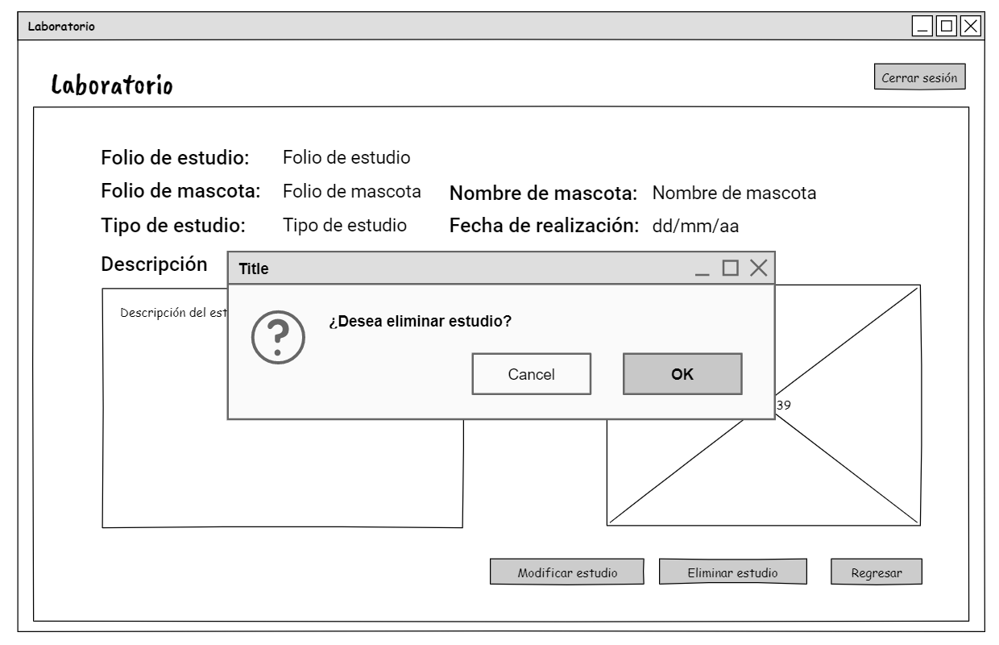 Laboratorio
Laboratorio
Cerrar sesión
Folio de estudio: Folio de estudio
Folio de mascota: Folio de mascota Nombre de mascota: Nombre de mascota
Tipo de estudio: Tipo de estudio Fecha de realización: dd/mm/aa
Descripción
Title
Descripción del est
¿Desea eliminar estudio?
Cancel OK
39
Modificar estudio Eliminar estudio Regresar